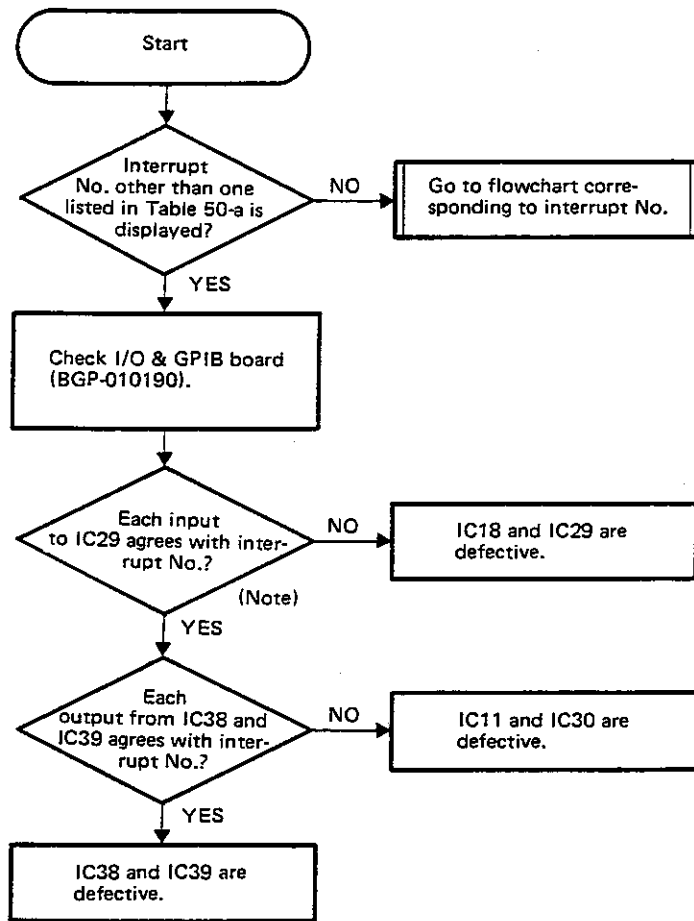 Start
Interrupt
No. other than one
listed in Table 50-a is
displayed?
NO
Go to flowchart corre-
sponding to interrupt No.
YES
Check I/O & GPIB board
(BGP-010190).
Each input
to IC29 agrees with inter-
rupt No.?
NO
IC18 and IC29 are
defective.
(Note)
YES
Each
output from IC38 and
IC39 agrees with inter-
rupt No.?
NO
IC11 and IC30 are
defective.
YES
IC38 and IC39 are
defective.